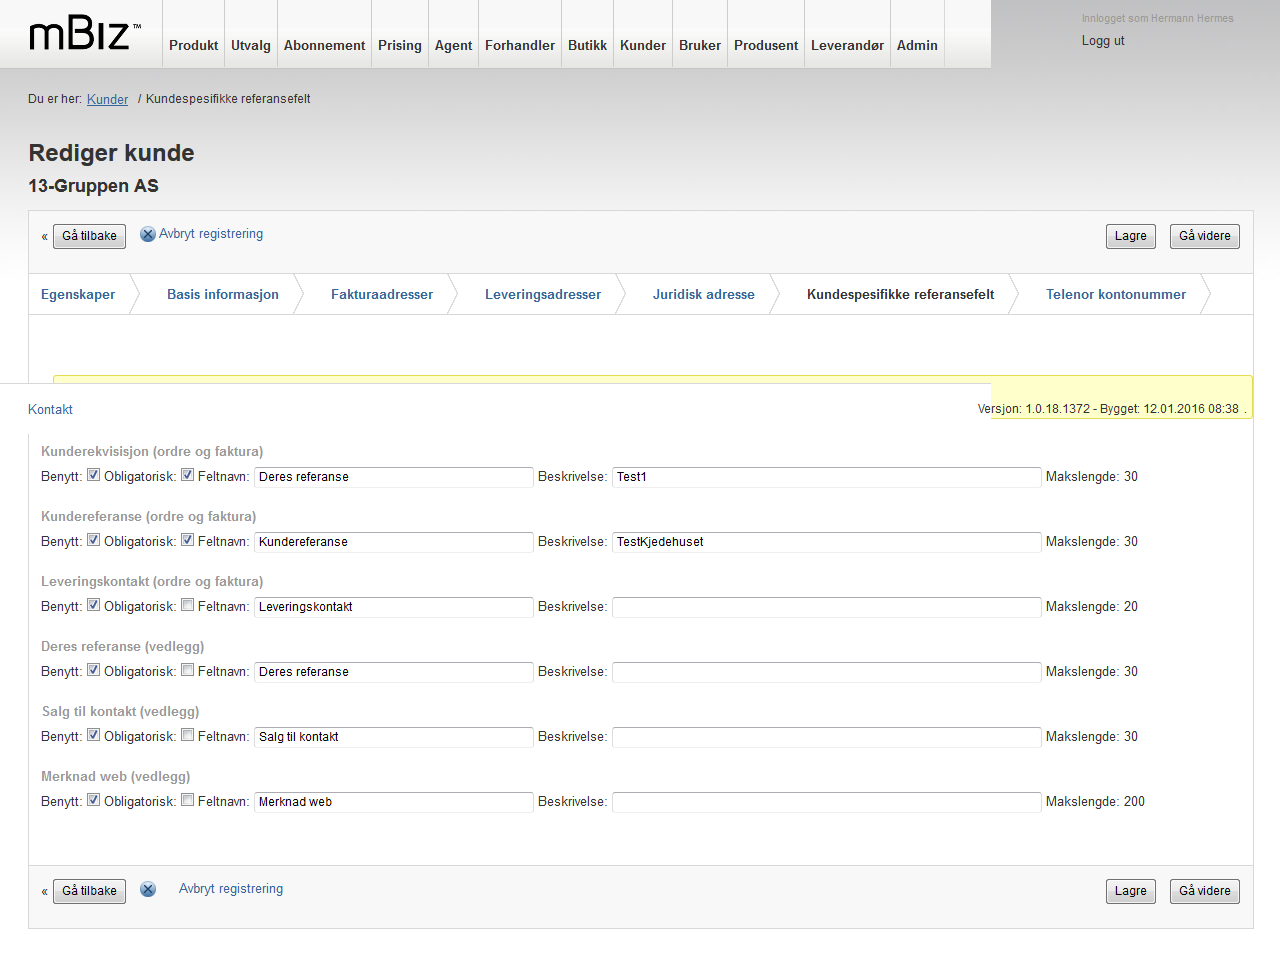 mBiz™
Produkt Utvalg Abonnement Prising Agent Forhandler Butikk Kunder Bruker Produsent Leverandør Admin
Innlogget som Hermann Hermes
Logg ut
Du er her: Kunder / Kundespesifikke referansefelt
Rediger kunde
13-Gruppen AS
« Gå tilbake Avbryt registrering Lagre Gå videre
Egenskaper Basis informasjon Fakturaadresser Leveringsadresser Juridisk adresse Kundespesifikke referansefelt Telenor kontonummer
Kontakt Versjon: 1.0.18.1372 - Bygget: 12.01.2016 08:38 .
Kunderekvisisjon (ordre og faktura)
Benytt: Obligatorisk: Feltnavn: Deres referanse Beskrivelse: Test1 Makslengde: 30
Kundereferanse (ordre og faktura)
Benytt: Obligatorisk: Feltnavn: Kundereferanse Beskrivelse: TestKjedehuset Makslengde: 30
Leveringskontakt (ordre og faktura)
Benytt: Obligatorisk: Feltnavn: Leveringskontakt Beskrivelse: Makslengde: 20
Deres referanse (vedlegg)
Benytt: Obligatorisk: Feltnavn: Deres referanse Beskrivelse: Makslengde: 30
Salg til kontakt (vedlegg)
Benytt: Obligatorisk: Feltnavn: Salg til kontakt Beskrivelse: Makslengde: 30
Merknad web (vedlegg)
Benytt: Obligatorisk: Feltnavn: Merknad web Beskrivelse: Makslengde: 200
« Gå tilbake Avbryt registrering Lagre Gå videre